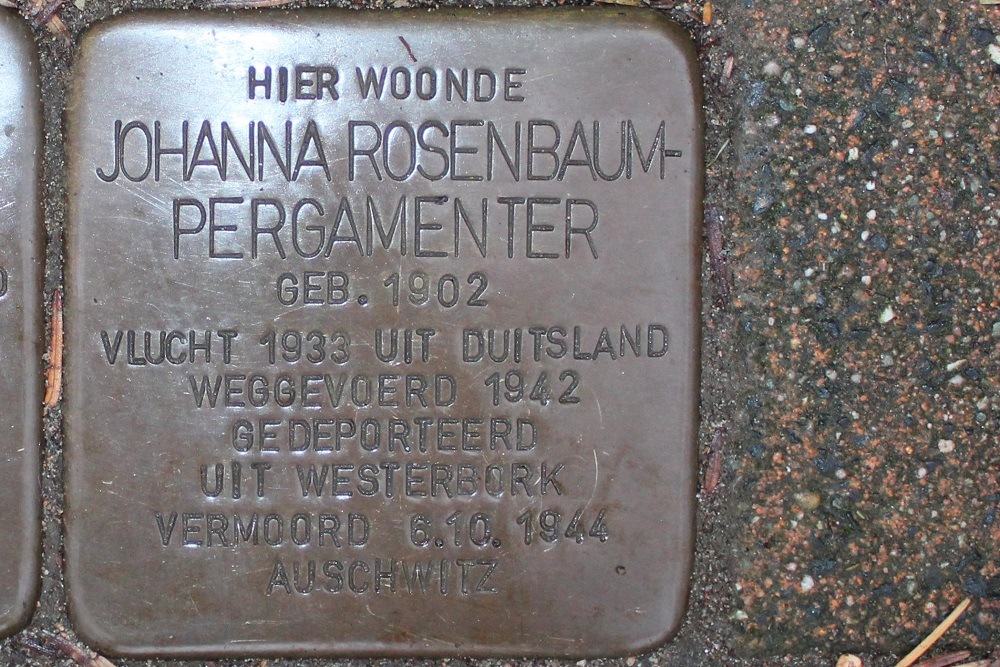 HIER WOONDE
JOHANNA ROSENBAUM-
PERGAMENTER
GEB. 1902
VLUCHT 1933 UIT DUITSLAND
WEGGEVOERD 1942
GEDEPORTEERD
UIT WESTERBORK
VERMOORD 6.10.1944
AUSCHWITZ